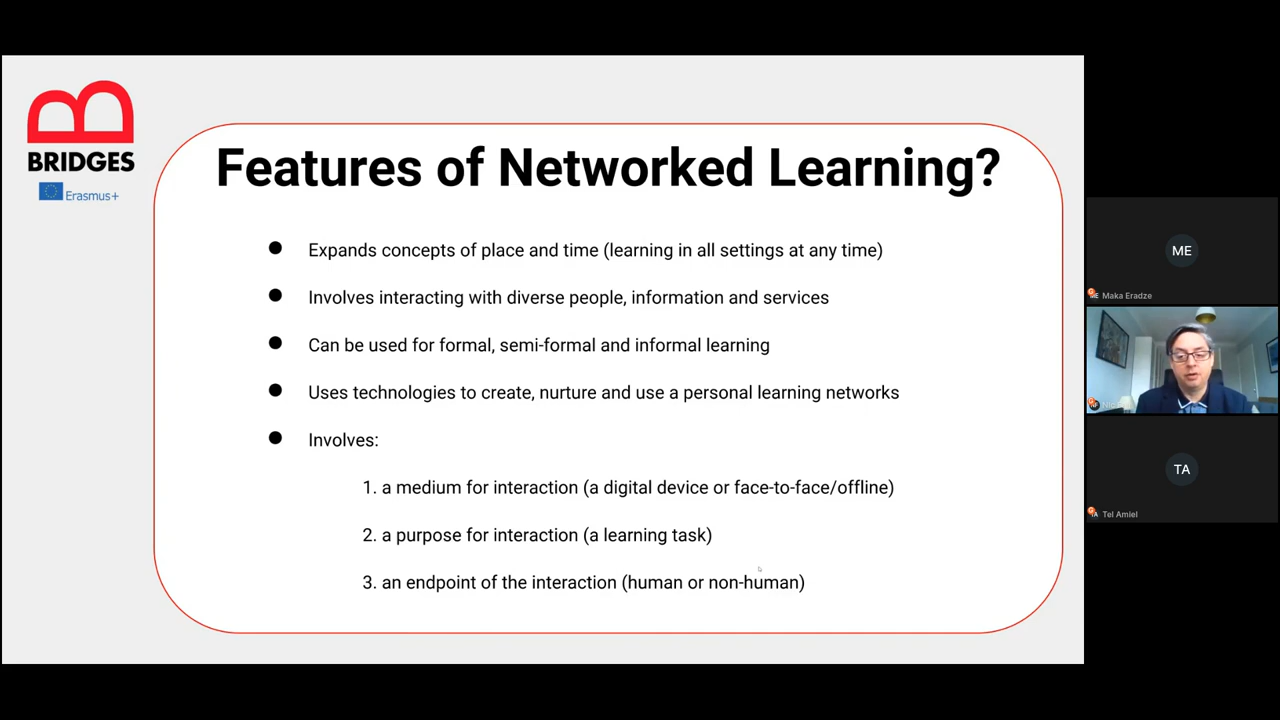 BRIDGES
Erasmus+
Features of Networked Learning?
● Expands concepts of place and time (learning in all settings at any time)
● Involves interacting with diverse people, information and services
● Can be used for formal, semi-formal and informal learning
● Uses technologies to create, nurture and use a personal learning networks
● Involves:
1. a medium for interaction (a digital device or face-to-face/offline)
2. a purpose for interaction (a learning task)
3. an endpoint of the interaction (human or non-human)
ME
Maka Eradze
TA
Tel Amiel